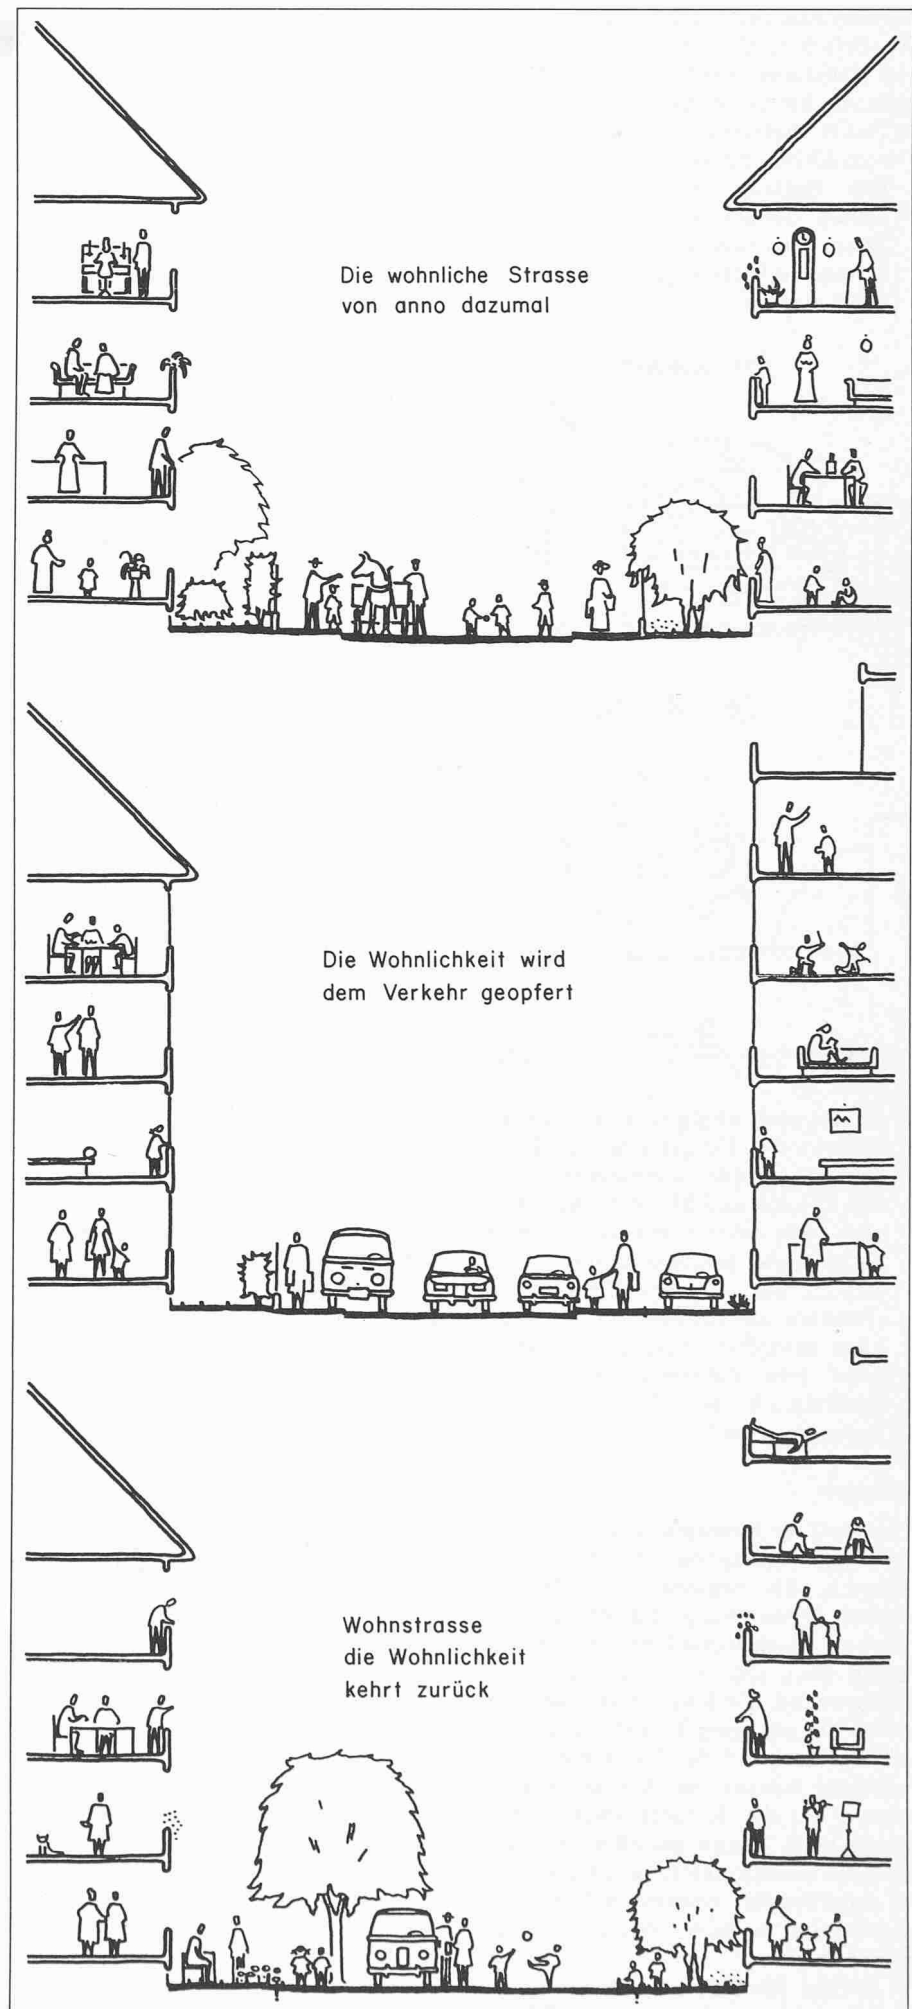 Die wohnliche Strasse
von anno dazumal
Die Wohnlichkeit wird
dem Verkehr geopfert
Wohnstrasse
die Wohnlichkeit
kehrt zurück